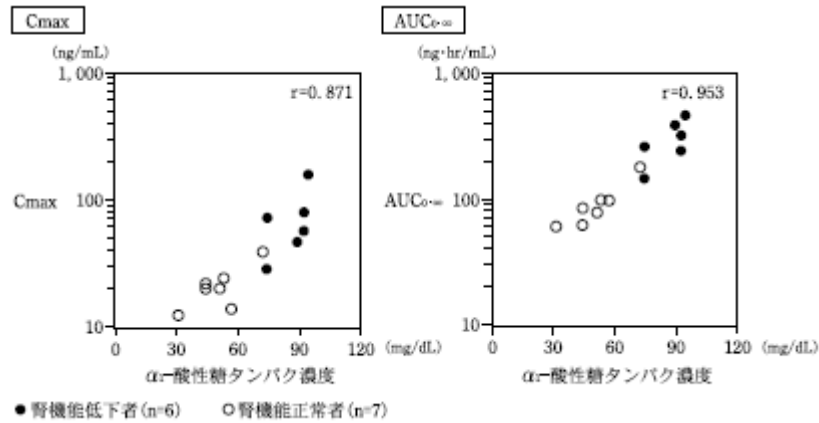 Cmax
(ng/mL)
1,000
r=0.871
Cmax
100
10
0 30 60 90 120 (mg/dL)
α₁-酸性糖タンパク濃度
AUC₀-∞
(ng·hr/mL)
1,000
r=0.953
AUC₀-∞
100
10
0 30 60 90 120 (mg/dL)
α₁-酸性糖タンパク濃度
●腎機能低下者(n=6) ○腎機能正常者(n=7)